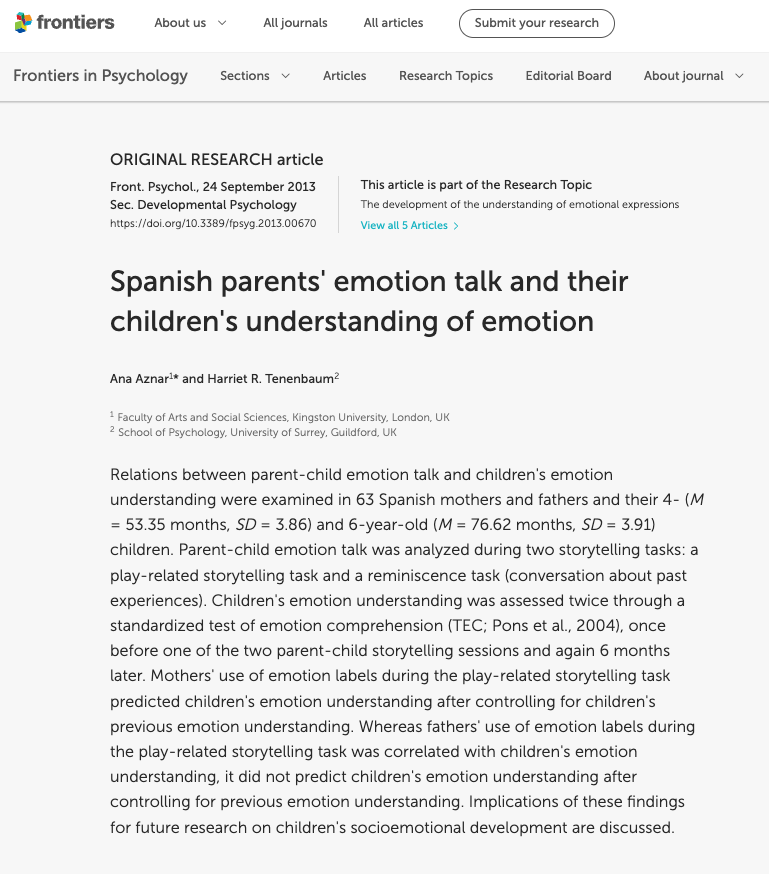 frontiers
About us
All journals
All articles
Submit your research
Frontiers in Psychology
Sections
Articles
Research Topics
Editorial Board
About journal
ORIGINAL RESEARCH article
Front. Psychol., 24 September 2013
Sec. Developmental Psychology
https://doi.org/10.3389/fpsyg.2013.00670
This article is part of the Research Topic
The development of the understanding of emotional expressions
View all 5 Articles >
Spanish parents' emotion talk and their
children's understanding of emotion
Ana Aznar1* and Harriet R. Tenenbaum2
1 Faculty of Arts and Social Sciences, Kingston University, London, UK
2 School of Psychology, University of Surrey, Guildford, UK
Relations between parent-child emotion talk and children's emotion
understanding were examined in 63 Spanish mothers and fathers and their 4- (M
= 53.35 months, SD = 3.86) and 6-year-old (M = 76.62 months, SD = 3.91)
children. Parent-child emotion talk was analyzed during two storytelling tasks: a
play-related storytelling task and a reminiscence task (conversation about past
experiences). Children's emotion understanding was assessed twice through a
standardized test of emotion comprehension (TEC; Pons et al., 2004), once
before one of the two parent-child storytelling sessions and again 6 months
later. Mothers' use of emotion labels during the play-related storytelling task
predicted children's emotion understanding after controlling for children's
previous emotion understanding. Whereas fathers' use of emotion labels during
the play-related storytelling task was correlated with children's emotion
understanding, it did not predict children's emotion understanding after
controlling for previous emotion understanding. Implications of these findings
for future research on children's socioemotional development are discussed.